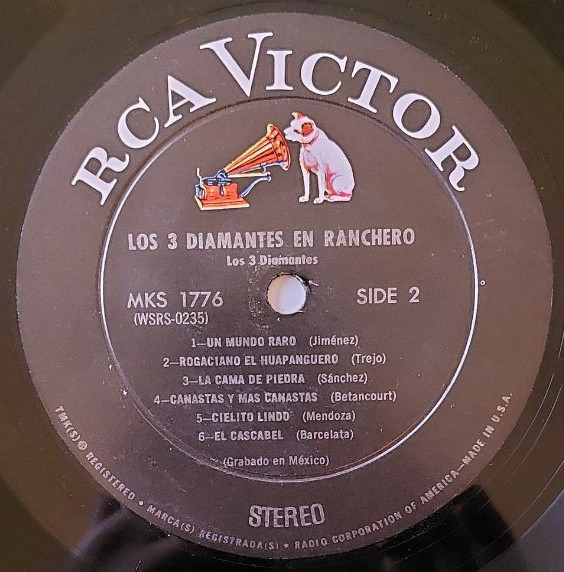 RCA VICTOR
LOS 3 DIAMANTES EN RANCHERO
Los 3 Diamantes
MKS 1776
(WSRS-0235)
SIDE 2
1—UN MUNDO RARO (Jiménez)
2—ROGACIANO EL HUAPANGUERO (Trejo)
3—LA CAMA DE PIEDRA (Sánchez)
4—CANASTAS Y MAS CANASTAS (Betancourt)
5—CIELITO LINDO (Mendoza)
6—EL CASCABEL (Barcelata)
(Grabado en México)
STEREO
TMK(S) ® REGISTERED • MARCA(S) REGISTRADA(S) • RADIO CORPORATION OF AMERICA—MADE IN U.S.A.